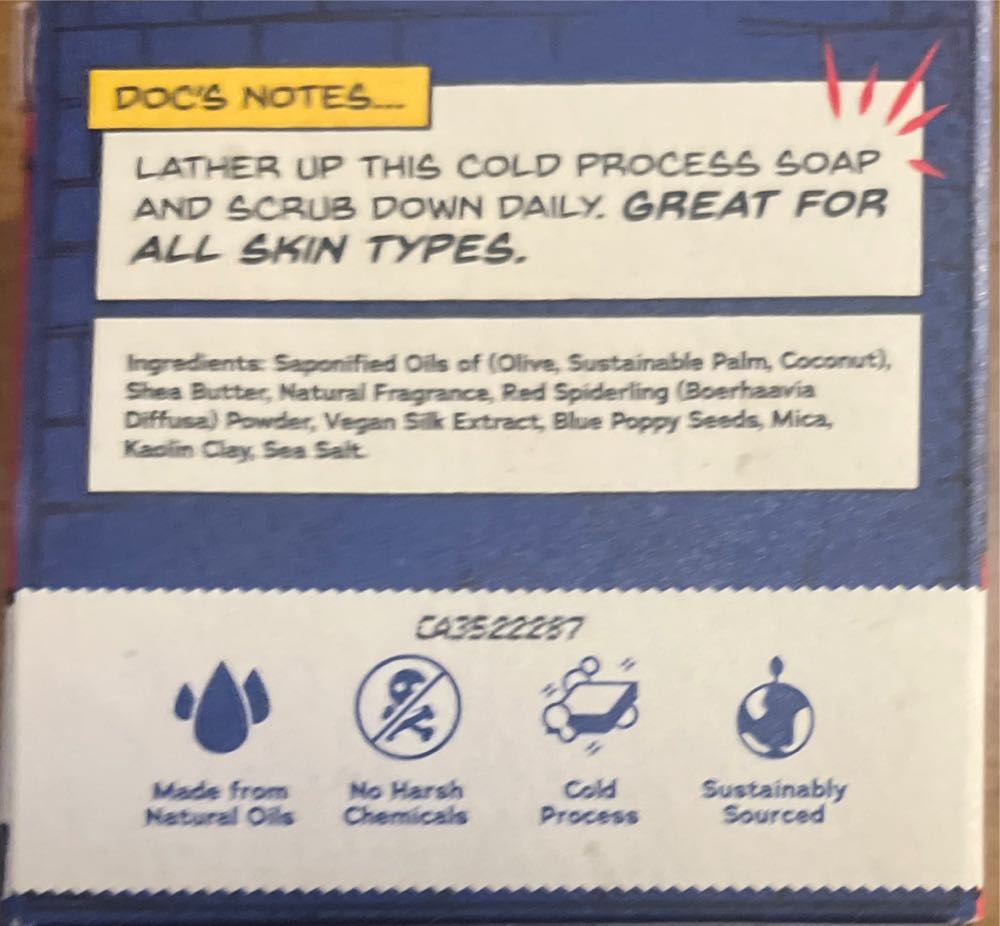 DOC'S NOTES...
LATHER UP THIS COLD PROCESS SOAP
AND SCRUB DOWN DAILY. GREAT FOR
ALL SKIN TYPES.
Ingredients: Saponified Oils of (Olive, Sustainable Palm, Coconut),
Shea Butter, Natural Fragrance, Red Spiderling (Boerhaavia
Diffusa) Powder, Vegan Silk Extract, Blue Poppy Seeds, Mica,
Kaolin Clay, Sea Salt.
CA3522287
Made from
Natural Oils
No Harsh
Chemicals
Cold
Process
Sustainably
Sourced